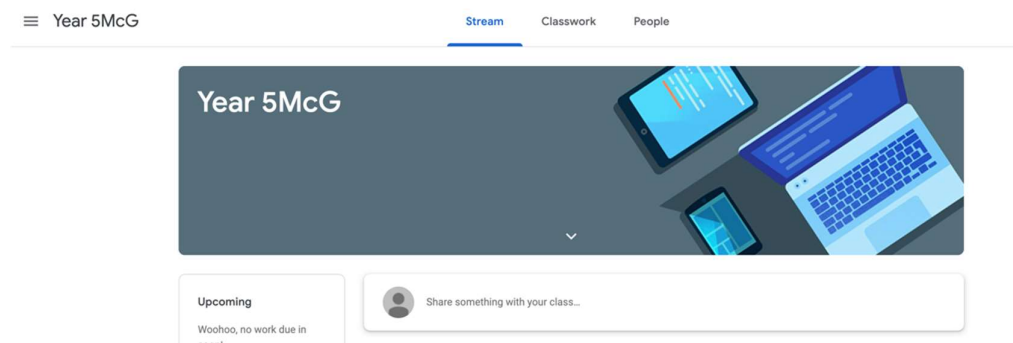 Year 5McG
Stream Classwork People
Year 5McG
Upcoming
Share something with your class...
Woohoo, no work due in